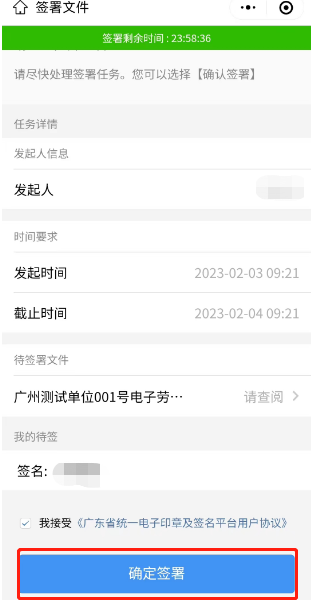 签署文件
签署剩余时间 : 23:58:36
请尽快处理签署任务。您可以选择【确认签署】
任务详情
发起人信息
发起人
时间要求
发起时间 2023-02-03 09:21
截止时间 2023-02-04 09:21
待签署文件
广州测试单位001号电子劳··· 请查阅
我的待签
签名:
我接受《广东省统一电子印章及签名平台用户协议》
确定签署